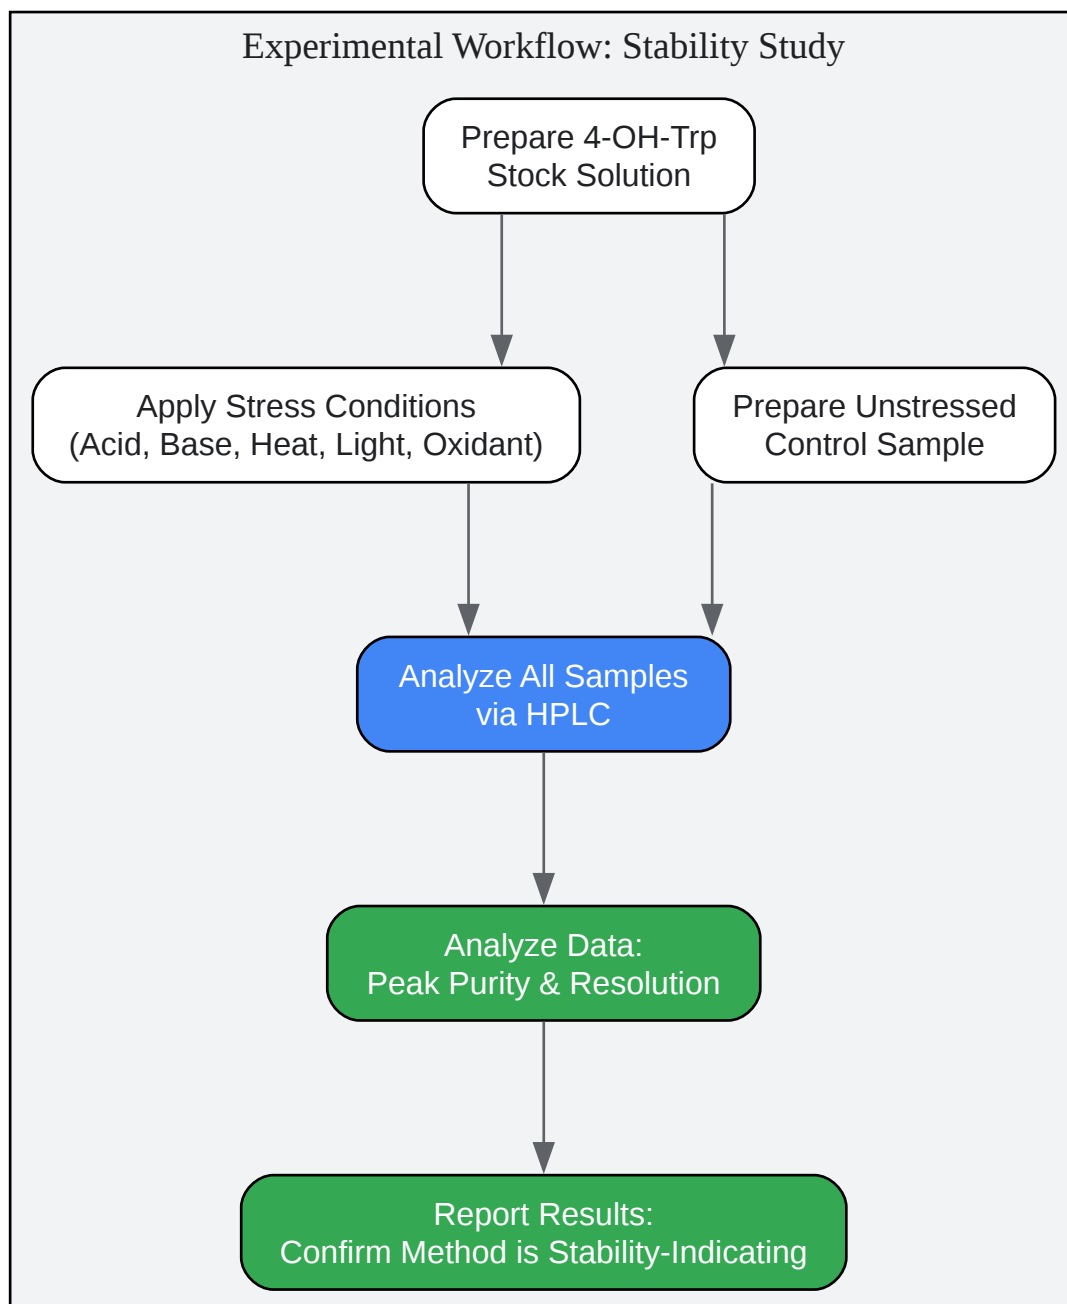 Experimental Workflow: Stability Study
Prepare 4-OH-Trp
Stock Solution
Apply Stress Conditions
(Acid, Base, Heat, Light, Oxidant)
Prepare Unstressed
Control Sample
Analyze All Samples
via HPLC
Analyze Data:
Peak Purity & Resolution
Report Results:
Confirm Method is Stability-Indicating